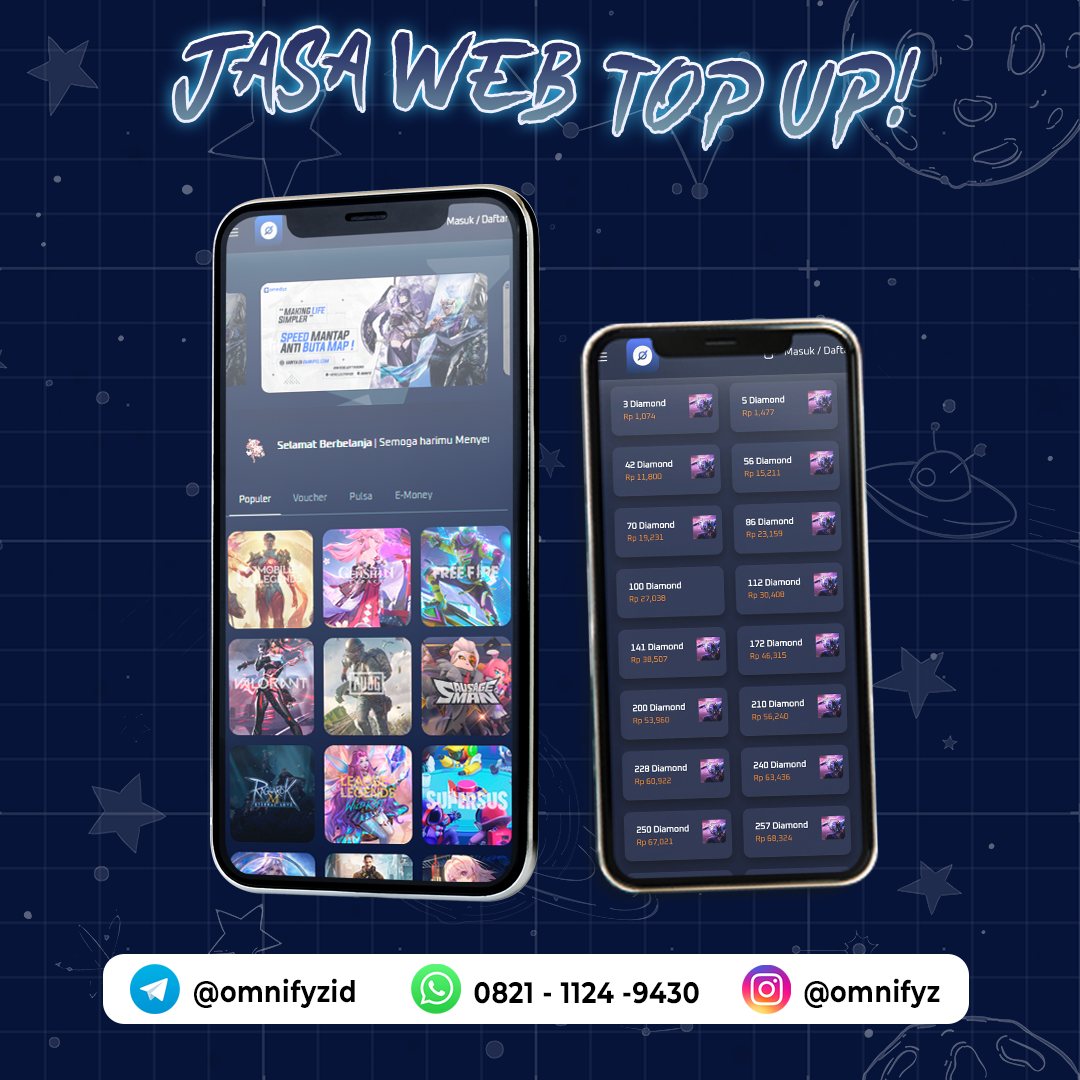 JASA WEB TOP UP!
Masuk / Daftar
omnifyz
"MAKING LIFE
SIMPLER"
SPEED MANTAP
ANTI BUTA MAP !
Selamat Berbelanja | Semoga harimu Menyen
Populer Voucher Pulsa E-Money
MOBILE LEGENDS
GENSHIN
FREE FIRE
VALORANT
PUBG
SAUSAGE MAN
RAGNAROK M
ETERNAL LOVE
LEAGUE LEGENDS
WILD RIFT
SUPER SUS
Masuk / Dafta
3 Diamond
Rp 1,074
5 Diamond
Rp 1,477
42 Diamond
Rp 11,800
56 Diamond
Rp 15,211
70 Diamond
Rp 19,231
86 Diamond
Rp 23,159
100 Diamond
Rp 27,038
112 Diamond
Rp 30,408
141 Diamond
Rp 38,507
172 Diamond
Rp 46,315
200 Diamond
Rp 53,960
210 Diamond
Rp 56,240
228 Diamond
Rp 60,922
240 Diamond
Rp 63,436
250 Diamond
Rp 67,021
257 Diamond
Rp 68,324
@omnifyzid 0821 - 1124 -9430 @omnifyz